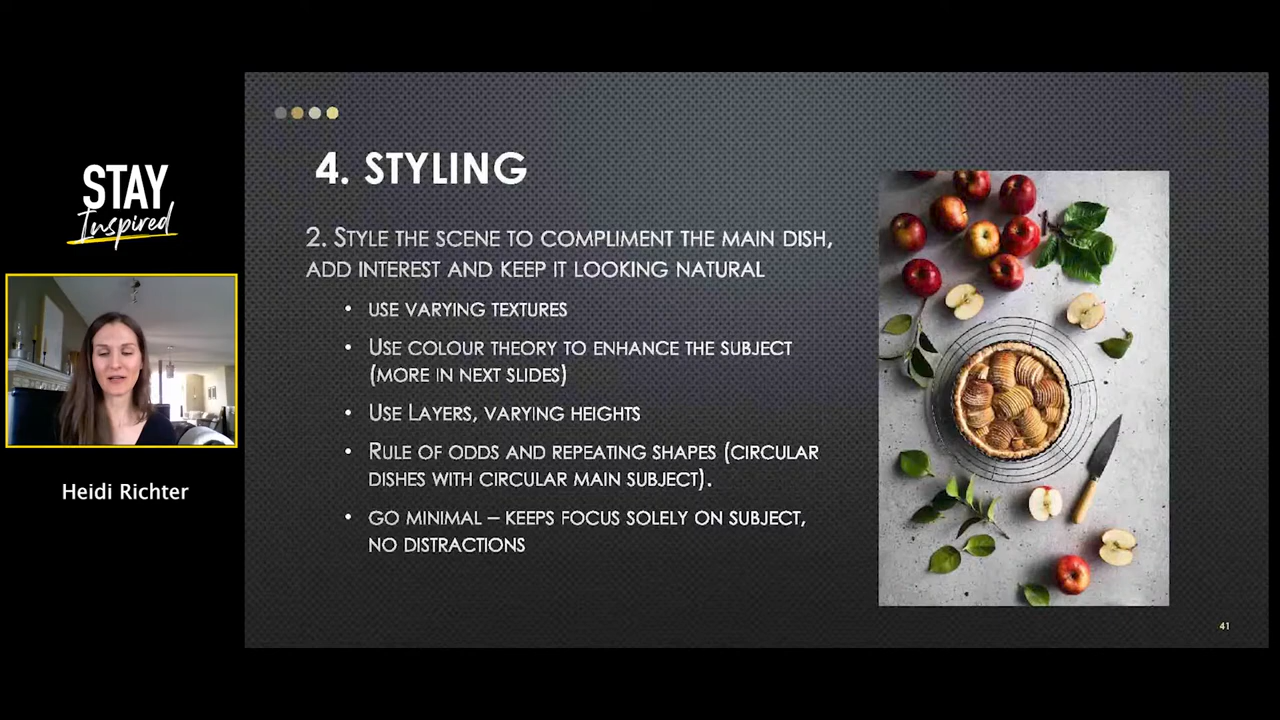 STAY
Inspired
Heidi Richter
4. STYLING
2. STYLE THE SCENE TO COMPLIMENT THE MAIN DISH,
ADD INTEREST AND KEEP IT LOOKING NATURAL
• USE VARYING TEXTURES
• USE COLOUR THEORY TO ENHANCE THE SUBJECT
(MORE IN NEXT SLIDES)
• USE LAYERS, VARYING HEIGHTS
• RULE OF ODDS AND REPEATING SHAPES (CIRCULAR
DISHES WITH CIRCULAR MAIN SUBJECT).
• GO MINIMAL – KEEPS FOCUS SOLELY ON SUBJECT,
NO DISTRACTIONS
41